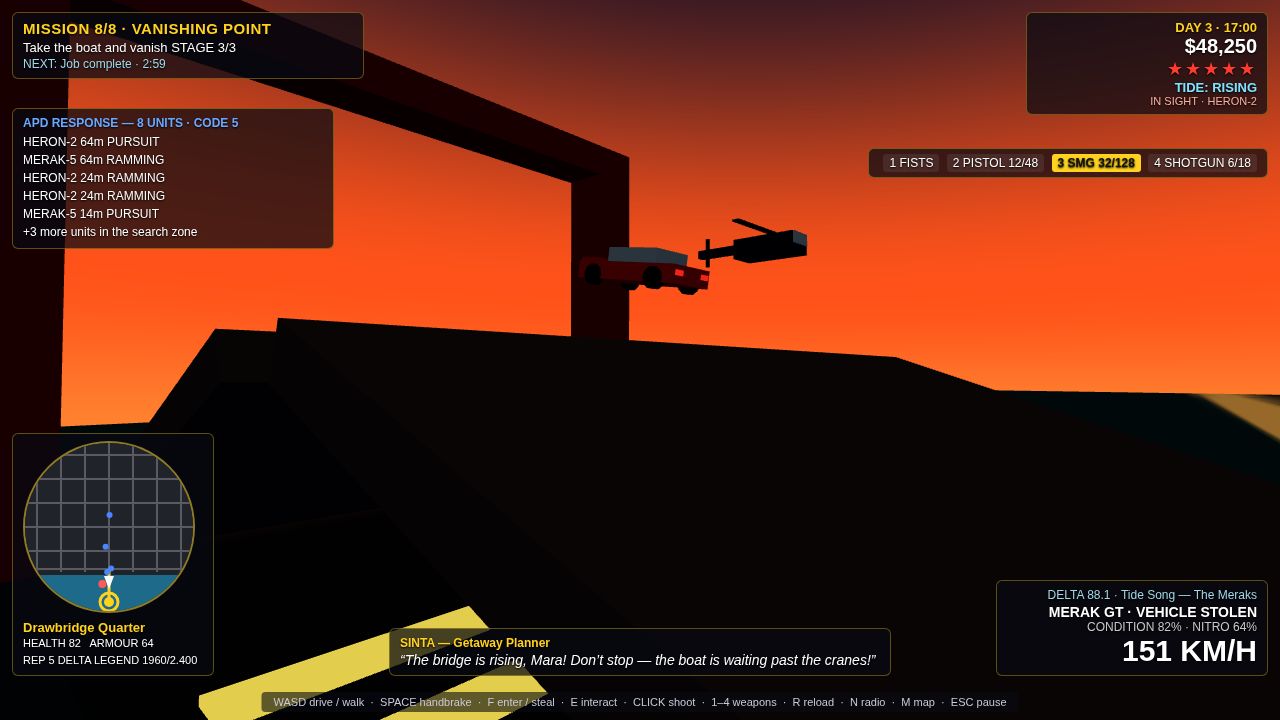 MISSION 8/8 · VANISHING POINT
Take the boat and vanish STAGE 3/3
NEXT: Job complete · 2:59
DAY 3 · 17:00
$48,250
★★★★★
TIDE: RISING
IN SIGHT · HERON-2
APD RESPONSE — 8 UNITS · CODE 5
HERON-2 64m PURSUIT
MERAK-5 64m RAMMING
HERON-2 24m RAMMING
HERON-2 24m RAMMING
MERAK-5 14m PURSUIT
+3 more units in the search zone
1 FISTS 2 PISTOL 12/48 3 SMG 32/128 4 SHOTGUN 6/18
Drawbridge Quarter
HEALTH 82 ARMOUR 64
REP 5 DELTA LEGEND 1960/2.400
SINTA — Getaway Planner
“The bridge is rising, Mara! Don’t stop — the boat is waiting past the cranes!”
DELTA 88.1 · Tide Song — The Meraks
MERAK GT · VEHICLE STOLEN
CONDITION 82% · NITRO 64%
151 KM/H
WASD drive / walk · SPACE handbrake · F enter / steal · E interact · CLICK shoot · 1–4 weapons · R reload · N radio · M map · ESC pause